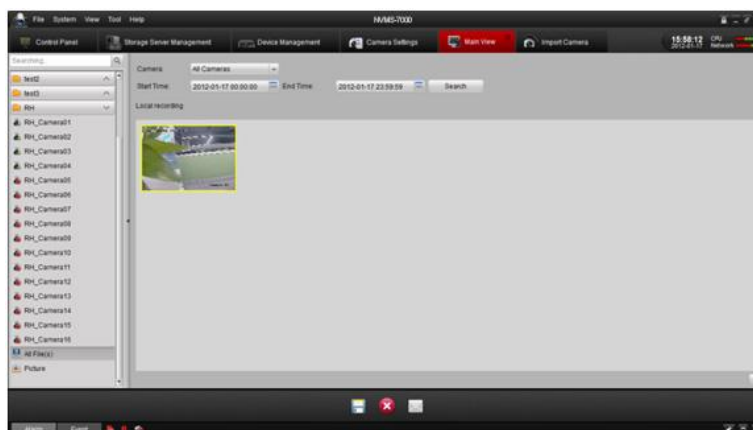 File System View Tool Help NVMS-7000
Control Panel Storage Server Management Device Management Camera Settings Main View Import Camera 15:58:12 CPU
2012-01-17 Network
Searching... Camera: All Cameras
Start Time: 2012-01-17 00:00:00 End Time: 2012-01-17 23:59:59 Search
Local recording
test2
test3
RH
RH_Camera01
RH_Camera02
RH_Camera03
RH_Camera04
RH_Camera05
RH_Camera06
RH_Camera07
RH_Camera08
RH_Camera09
RH_Camera10
RH_Camera11
RH_Camera12
RH_Camera13
RH_Camera14
RH_Camera15
RH_Camera16
All File(s)
Picture
Alarm Event